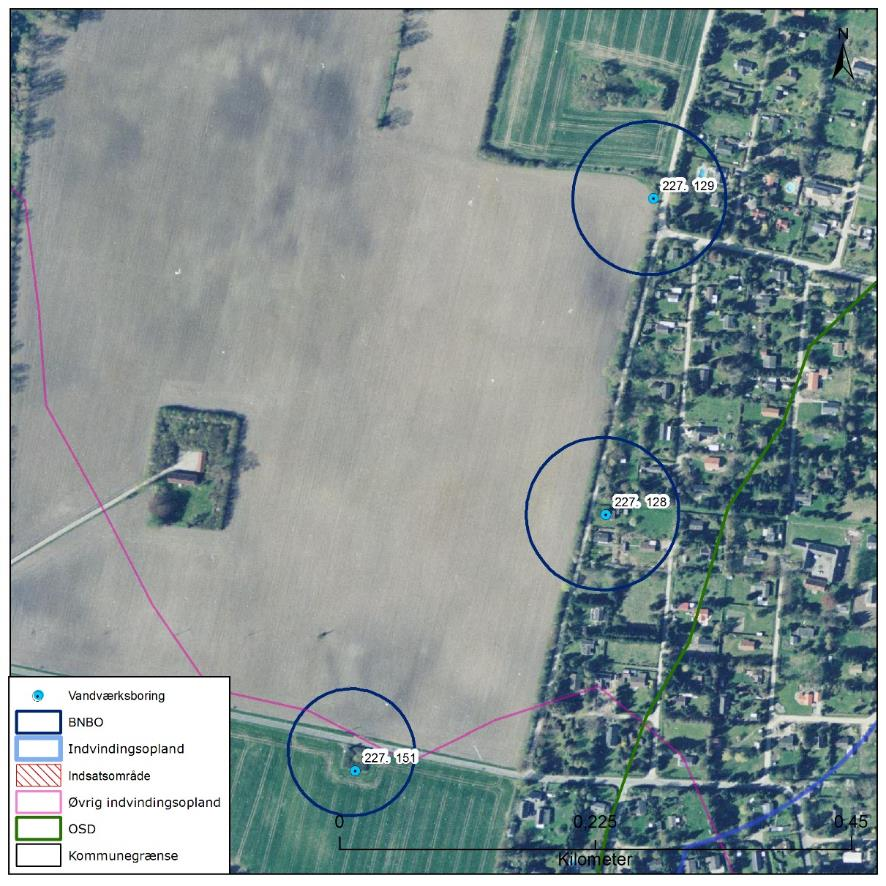 N
227. 129
227. 128
227. 151
Vandværksboring
BNBO
Indvindingsopland
Indsatsområde
Øvrig indvindingsopland
OSD
Kommunegrænse
0 0,225 0,45
Kilometer